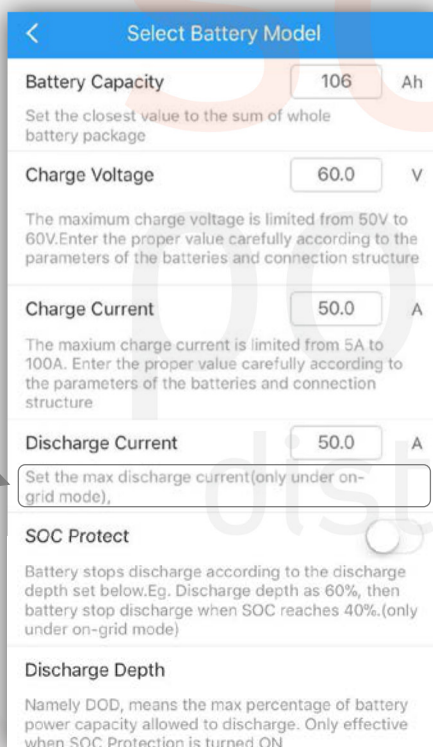 Select Battery Model
Battery Capacity 106 Ah
Set the closest value to the sum of whole
battery package
Charge Voltage 60.0 V
The maximum charge voltage is limited from 50V to
60V.Enter the proper value carefully according to the
parameters of the batteries and connection structure
Charge Current 50.0 A
The maxium charge current is limited from 5A to
100A. Enter the proper value carefully according to
the parameters of the batteries and connection
structure
Discharge Current 50.0 A
Set the max discharge current(only under on-
grid mode),
SOC Protect
Battery stops discharge according to the discharge
depth set below.Eg. Discharge depth as 60%, then
battery stop discharge when SOC reaches 40%.(only
under on-grid mode)
Discharge Depth
Namely DOD, means the max percentage of battery
power capacity allowed to discharge. Only effective
when SOC Protection is turned ON